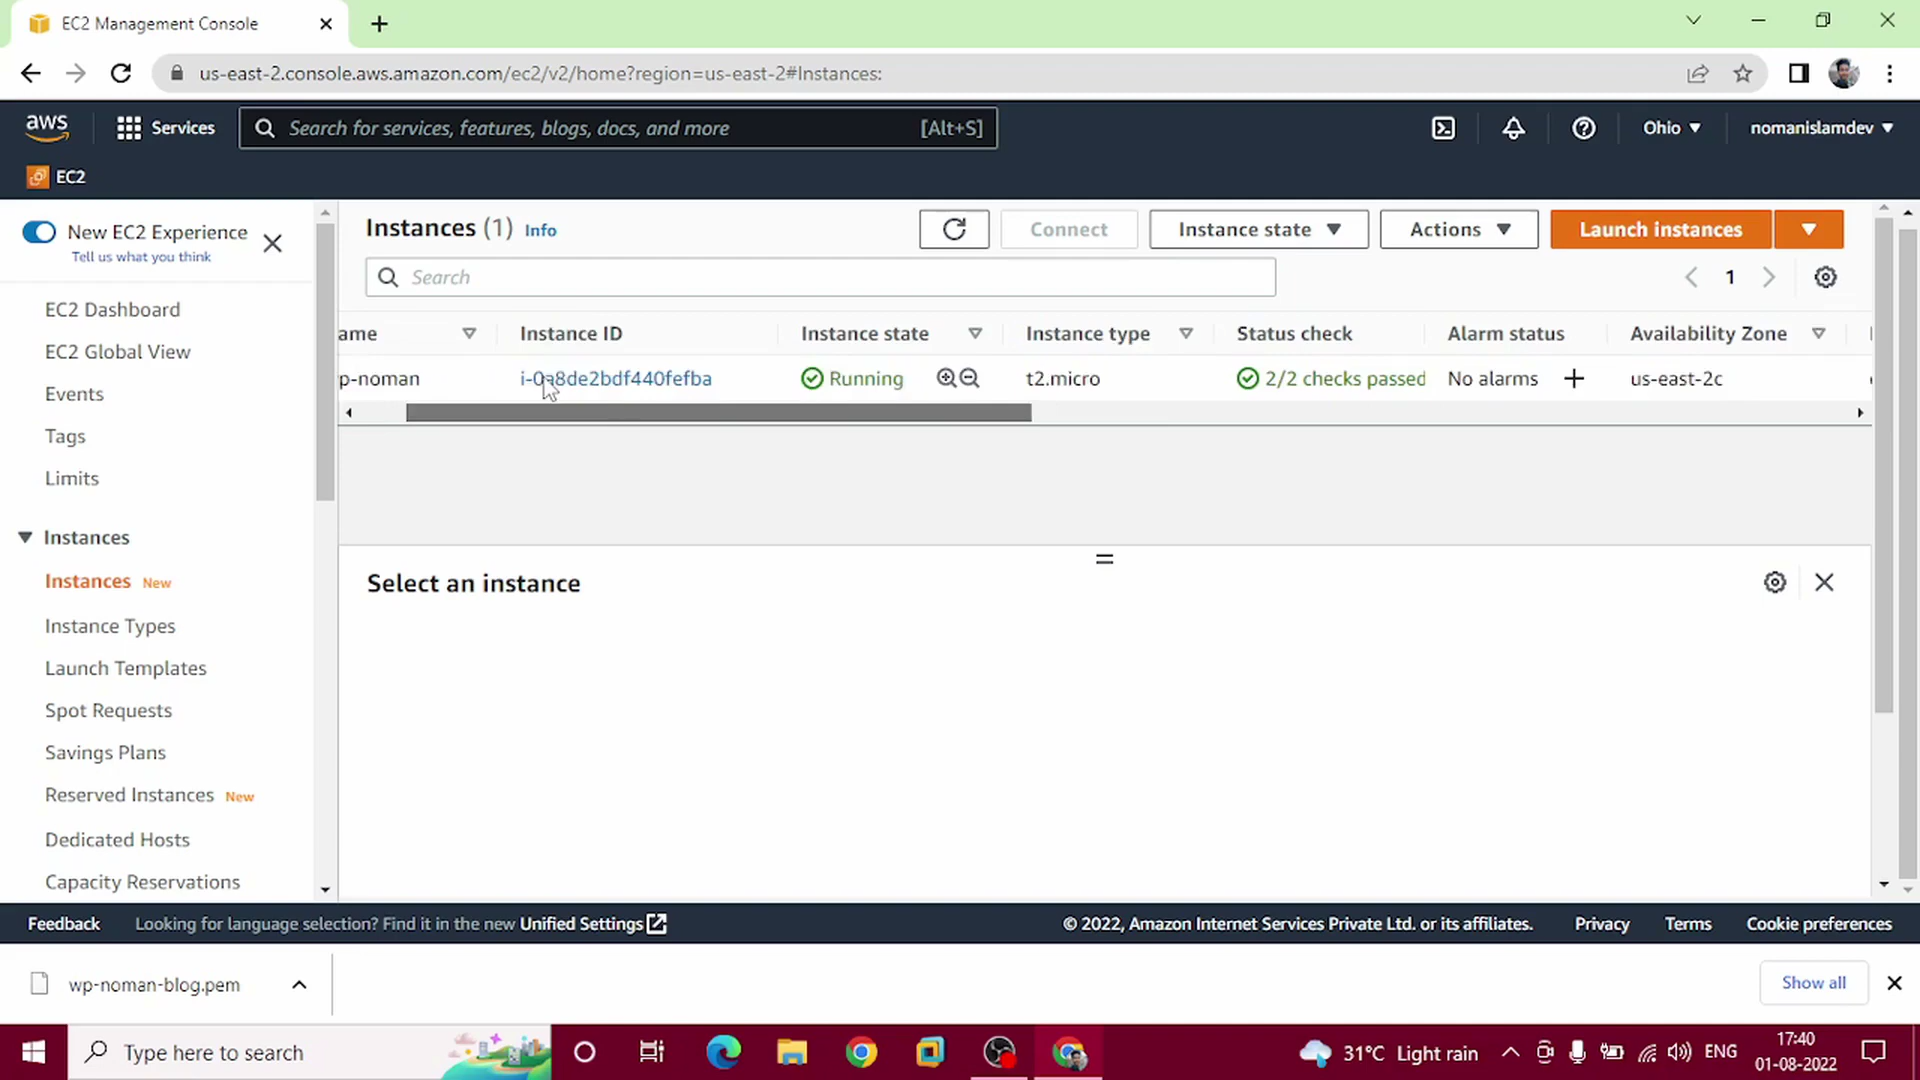 EC2 Management Console
us-east-2.console.aws.amazon.com/ec2/v2/home?region=us-east-2#Instances:
aws
Services
Search for services, features, blogs, docs, and more
[Alt+S]
Ohio
nomanislamdev
EC2
New EC2 Experience
Tell us what you think
EC2 Dashboard
EC2 Global View
Events
Tags
Limits
Instances
Instances New
Instance Types
Launch Templates
Spot Requests
Savings Plans
Reserved Instances New
Dedicated Hosts
Capacity Reservations
Instances (1) Info
Connect
Instance state
Actions
Launch instances
Search
1
ame Instance ID Instance state Instance type Status check Alarm status Availability Zone
p-noman i-0a8de2bdf440fefba Running t2.micro 2/2 checks passed No alarms us-east-2c
Select an instance
Feedback Looking for language selection? Find it in the new Unified Settings
© 2022, Amazon Internet Services Private Ltd. or its affiliates. Privacy Terms Cookie preferences
wp-noman-blog.pem
Show all
Type here to search
31°C Light rain
ENG
17:40
01-08-2022